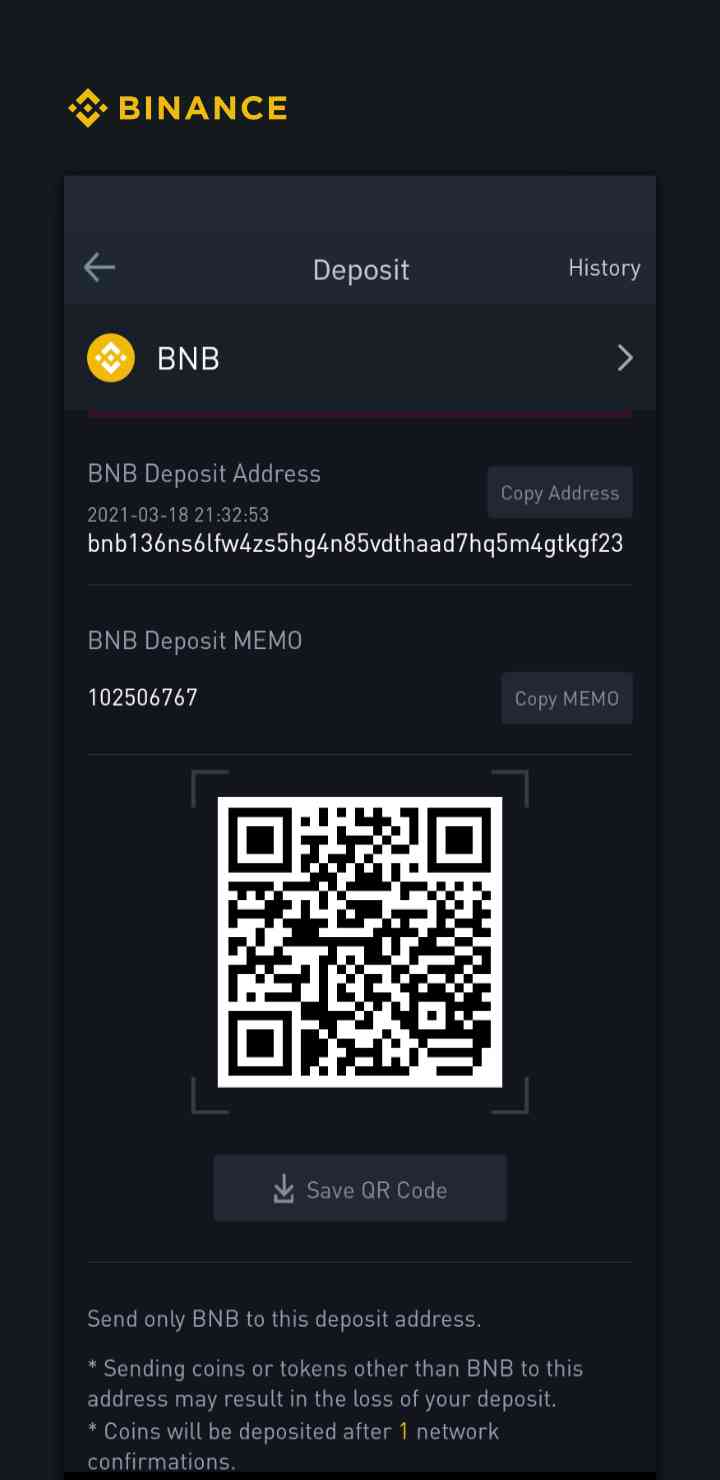 BINANCE
Deposit
History
BNB
BNB Deposit Address
Copy Address
2021-03-18 21:32:53
bnb136ns6lfw4zs5hg4n85vdthaad7hq5m4gtkgf23
BNB Deposit MEMO
102506767
Copy MEMO
Save QR Code
Send only BNB to this deposit address.
* Sending coins or tokens other than BNB to this
address may result in the loss of your deposit.
* Coins will be deposited after 1 network
confirmations.